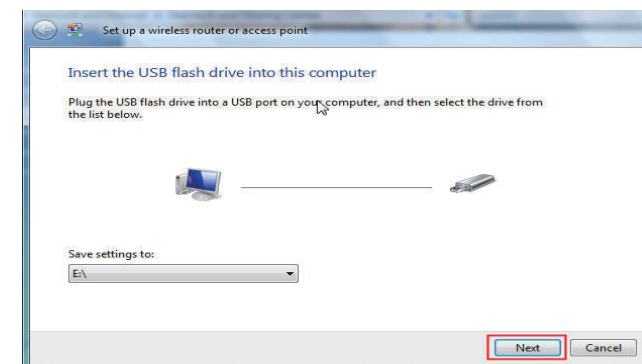 Set up a wireless router or access point
Insert the USB flash drive into this computer
Plug the USB flash drive into a USB port on your computer, and then select the drive from
the list below.
Save settings to:
E:\
Next Cancel